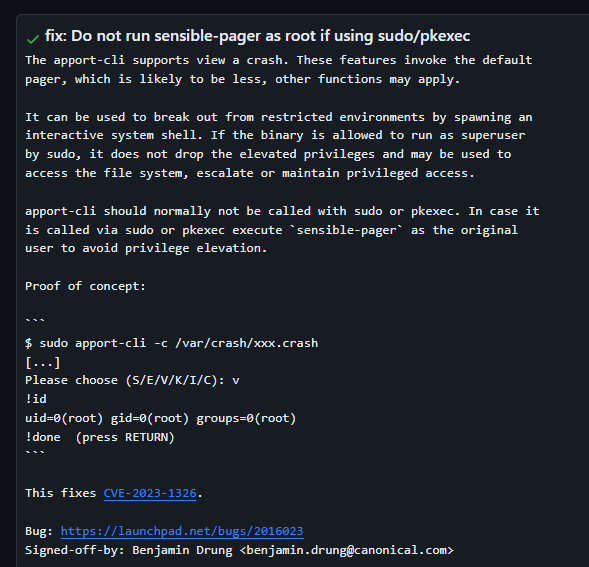 fix: Do not run sensible-pager as root if using sudo/pkexec
The apport-cli supports view a crash. These features invoke the default
pager, which is likely to be less, other functions may apply.
It can be used to break out from restricted environments by spawning an
interactive system shell. If the binary is allowed to run as superuser
by sudo, it does not drop the elevated privileges and may be used to
access the file system, escalate or maintain privileged access.
apport-cli should normally not be called with sudo or pkexec. In case it
is called via sudo or pkexec execute `sensible-pager` as the original
user to avoid privilege elevation.
Proof of concept:
```
$ sudo apport-cli -c /var/crash/xxx.crash
[...]
Please choose (S/E/V/K/I/C): v
!id
uid=0(root) gid=0(root) groups=0(root)
!done  (press RETURN)
```
This fixes CVE-2023-1326.
Bug: https://launchpad.net/bugs/2016023
Signed-off-by: Benjamin Drung <benjamin.drung@canonical.com>